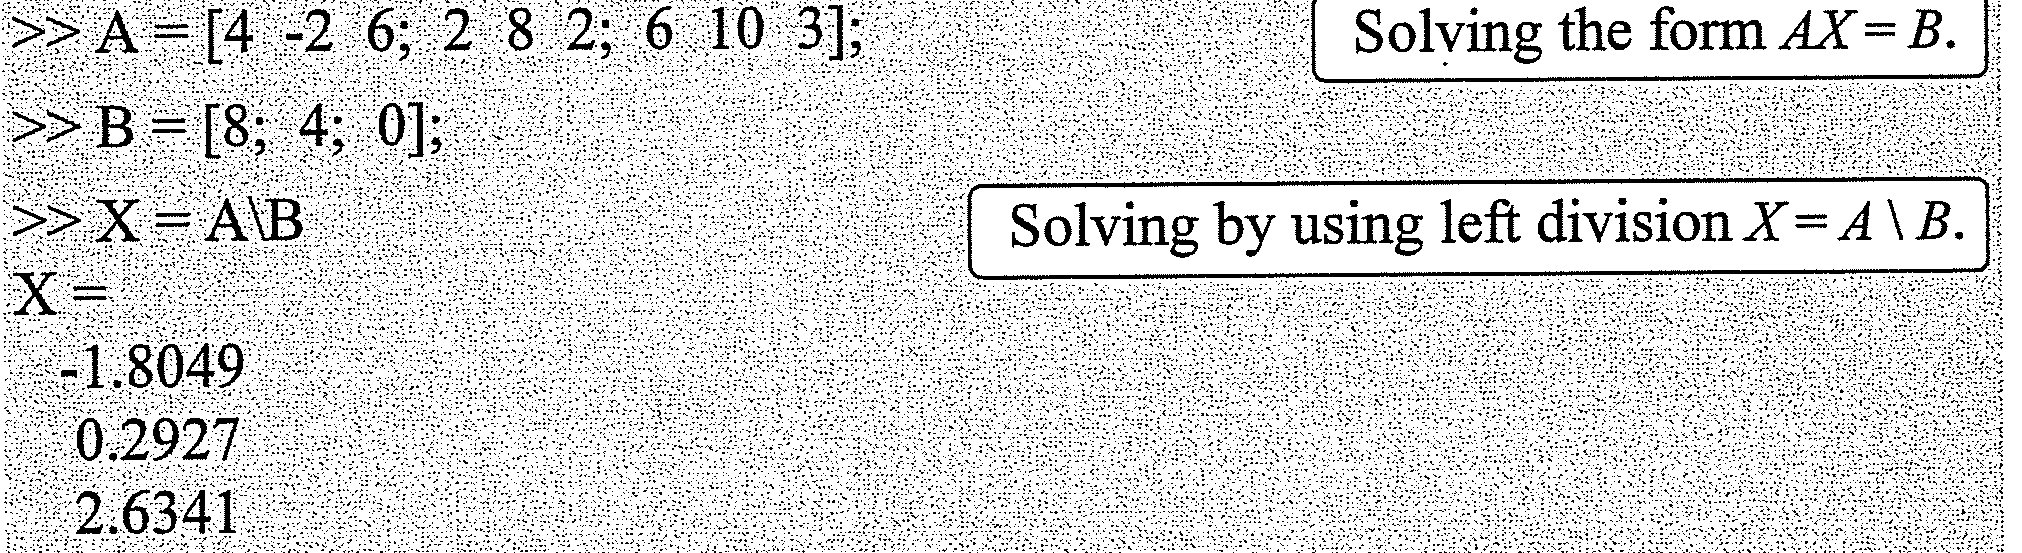 >> A = [4 -2 6; 2 8 2; 6 10 3];
Solving the form AX = B.
>> B = [8; 4; 0];
>> X = A\B
Solving by using left division X = A \ B.
X =
-1.8049
0.2927
2.6341